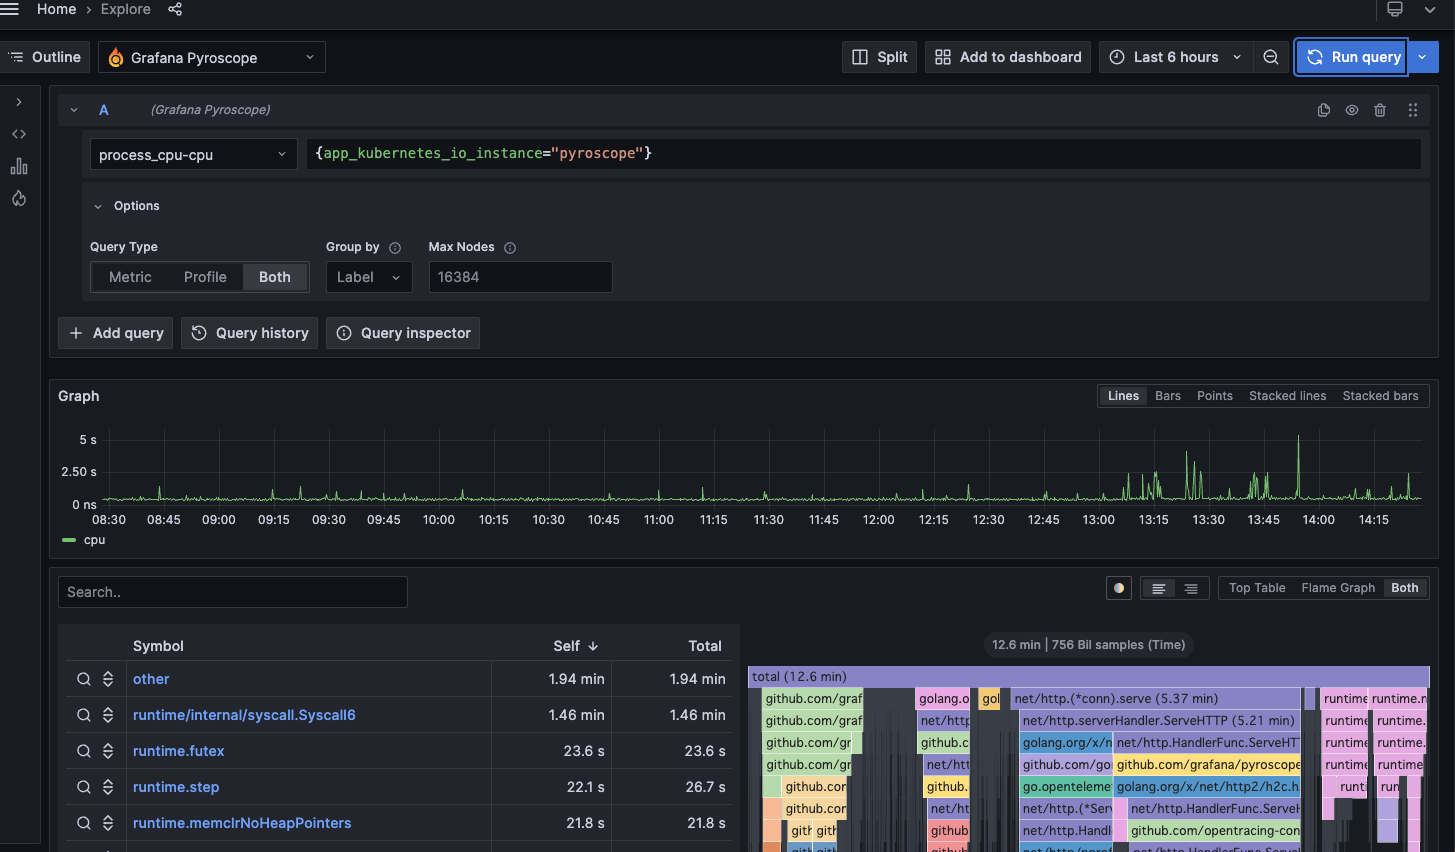 Home › Explore
Outline
Grafana Pyroscope
Split
Add to dashboard
Last 6 hours
Run query
A (Grafana Pyroscope)
process_cpu-cpu
{app_kubernetes_io_instance="pyroscope"}
Options
Query Type Group by Max Nodes
Metric Profile Both Label 16384
+ Add query Query history Query inspector
Graph
Lines Bars Points Stacked lines Stacked bars
5 s
2.50 s
0 ns
08:30 08:45 09:00 09:15 09:30 09:45 10:00 10:15 10:30 10:45 11:00 11:15 11:30 11:45 12:00 12:15 12:30 12:45 13:00 13:15 13:30 13:45 14:00 14:15
cpu
Search..
Top Table Flame Graph Both
Symbol Self ↓ Total
other 1.94 min 1.94 min
runtime/internal/syscall.Syscall6 1.46 min 1.46 min
runtime.futex 23.6 s 23.6 s
runtime.step 22.1 s 26.7 s
runtime.memclrNoHeapPointers 21.8 s 21.8 s
12.6 min | 756 Bil samples (Time)
total (12.6 min)
github.com/graf golang.o gol net/http.(*conn).serve (5.37 min) runtime runtime.n
github.com/graf net/http net/http.serverHandler.ServeHTTP (5.21 min) runtime runtime.
github.com/gr github.c golang.org/x/n net/http.HandlerFunc.ServeHT runtime runtime.
github.com/gr net/htt github.com/go github.com/grafana/pyroscope runtime runtime
github.cor github. go.openteleme golang.org/x/net/http2/h2c.h runti run
github.cor net/ht net/http.(*Serv net/http.HandlerFunc.ServeH
gith gith github net/http.Handl github.com/opentracing-con